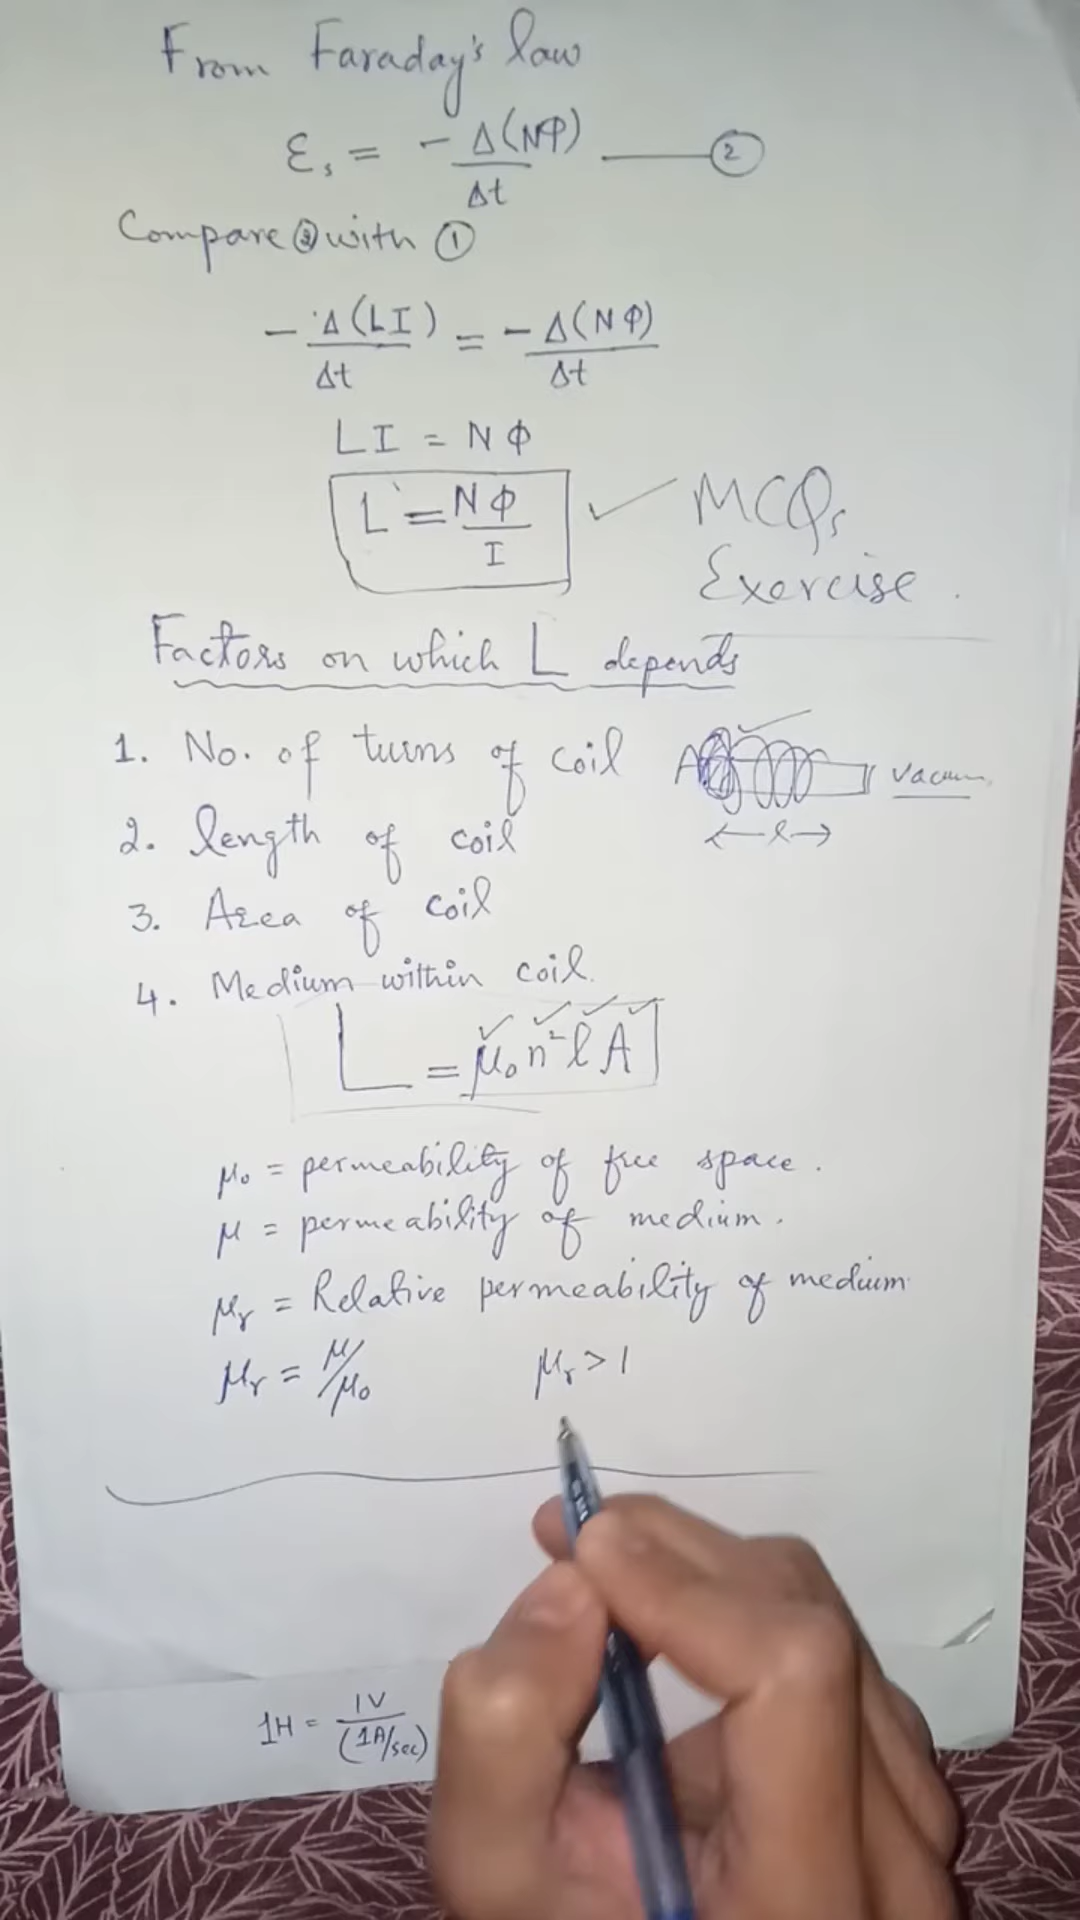 From Faraday's law
Ɛs = - Δ(NΦ)/Δt — ②
Compare ② with ①
- Δ(LI)/Δt = - Δ(NΦ)/Δt
LI = NΦ
L = NΦ/I ✓ MCQs
Exercise.
Factors on which L depends
1. No. of turns of coil A vacuum
2. length of coil ← l →
3. Area of coil
4. Medium within coil.
L = μ₀n²lA
μ₀ = permeability of free space.
μ = permeability of medium.
μr = Relative permeability of medium
μr = μ/μ₀ μr > 1
1H = 1V/(1A/sec)